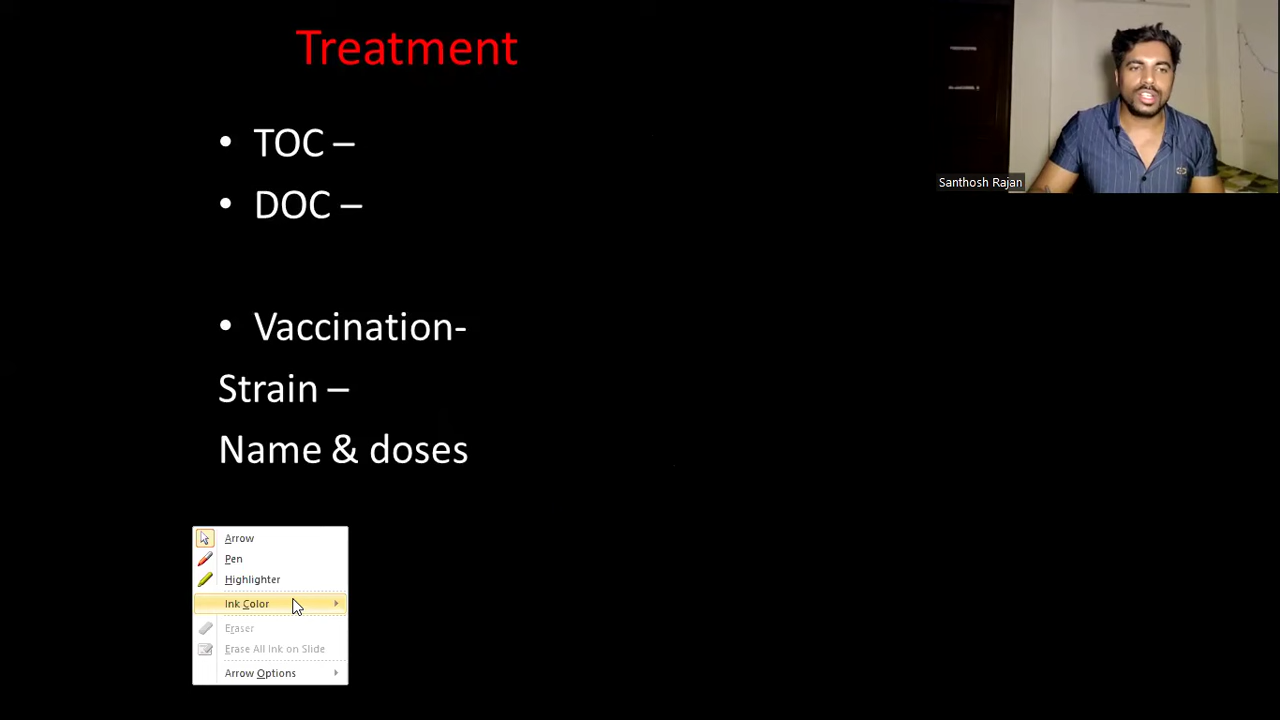 Treatment
• TOC –
• DOC –
• Vaccination-
Strain –
Name & doses
Santhosh Rajan
Arrow
Pen
Highlighter
Ink Color
Eraser
Erase All Ink on Slide
Arrow Options